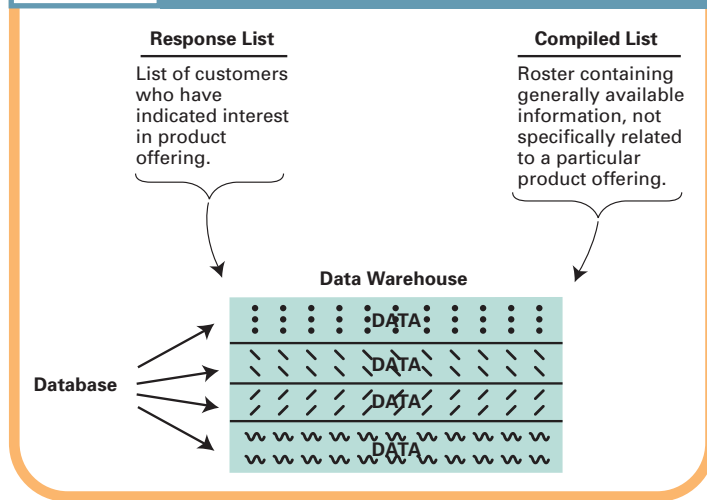 Response List
List of customers
who have
indicated interest
in product
offering.
Compiled List
Roster containing
generally available
information, not
specifically related
to a particular
product offering.
Data Warehouse
DATA
DATA
DATA
DATA
Database